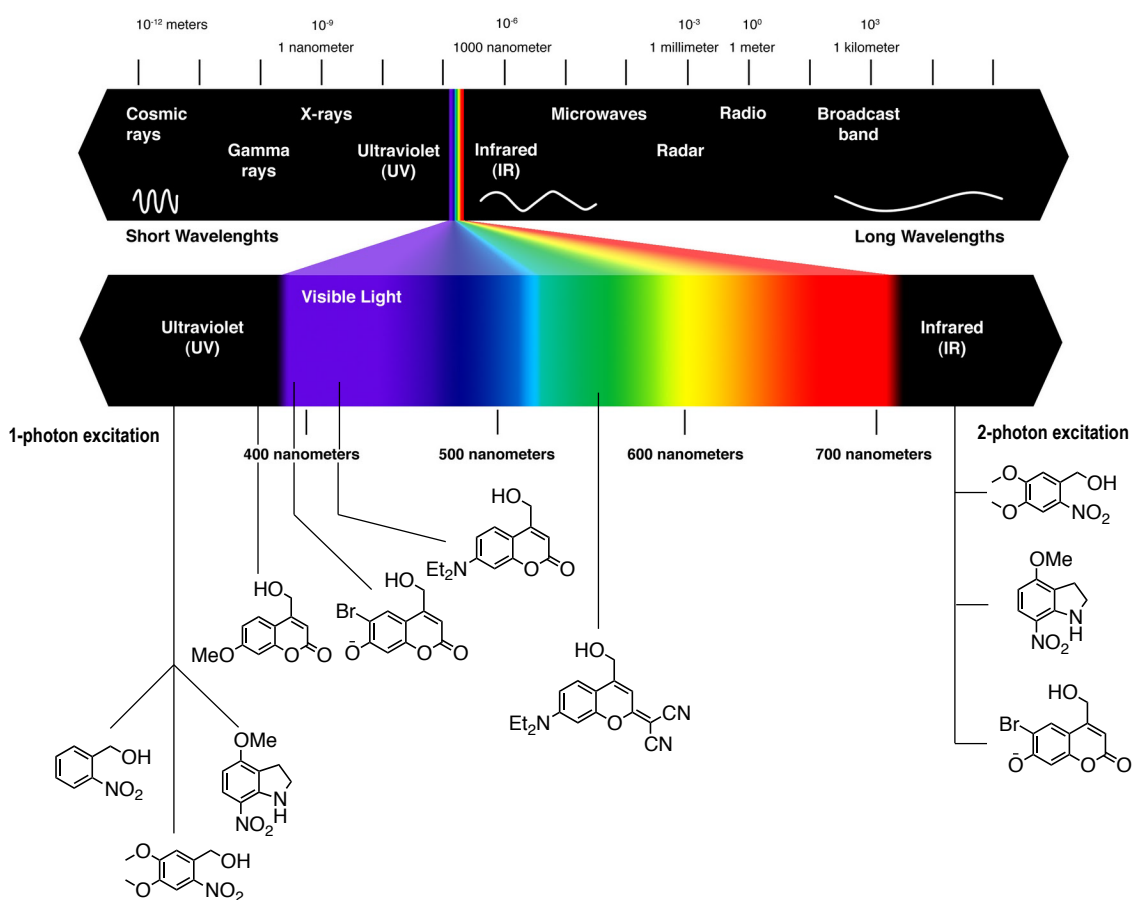 10-12 meters
10-9
10-6
10-3
100
103
1 nanometer
1000 nanometer
1 millimeter
1 meter
1 kilometer
Cosmic
rays
X-rays
Microwaves
Radio
Broadcast
band
Gamma
rays
Ultraviolet
(UV)
Infrared
(IR)
Radar
Short Wavelenghts
Long Wavelengths
Visible Light
Ultraviolet
(UV)
Infrared
(IR)
1-photon excitation
2-photon excitation
400 nanometers
500 nanometers
600 nanometers
700 nanometers
HO
Et2N
O
O
HO
MeO
O
O
HO
Br
O
-
O
O
HO
Et2N
O
CN
CN
OH
NO2
OMe
N
H
NO2
O
O
OH
NO2
O
O
OH
NO2
OMe
N
H
NO2
HO
Br
O
-
O
O